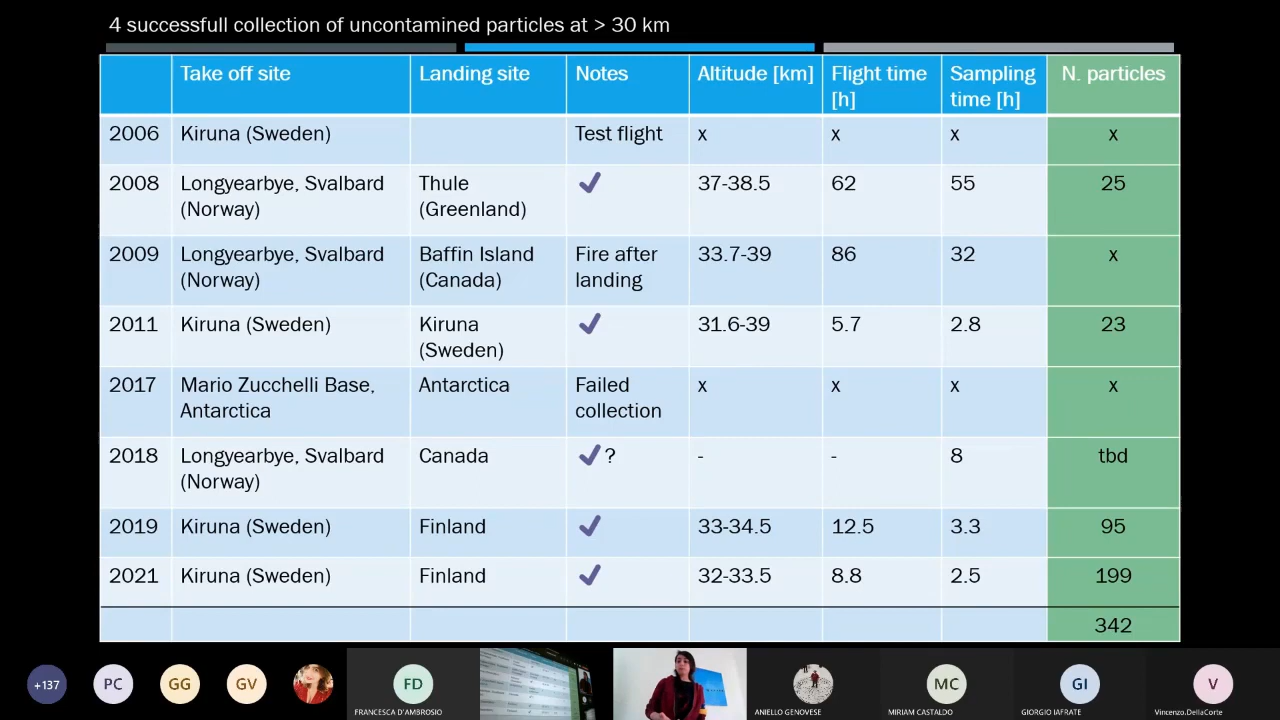 4 successfull collection of uncontamined particles at > 30 km
Take off site Landing site Notes Altitude [km] Flight time [h] Sampling time [h] N. particles
2006 Kiruna (Sweden) Test flight x x x x
2008 Longyearbye, Svalbard (Norway) Thule (Greenland) ✓ 37-38.5 62 55 25
2009 Longyearbye, Svalbard (Norway) Baffin Island (Canada) Fire after landing 33.7-39 86 32 x
2011 Kiruna (Sweden) Kiruna (Sweden) ✓ 31.6-39 5.7 2.8 23
2017 Mario Zucchelli Base, Antarctica Antarctica Failed collection x x x x
2018 Longyearbye, Svalbard (Norway) Canada ✓ ? - - 8 tbd
2019 Kiruna (Sweden) Finland ✓ 33-34.5 12.5 3.3 95
2021 Kiruna (Sweden) Finland ✓ 32-33.5 8.8 2.5 199
342
+137 PC GG GV FD MC GI V
FRANCESCA D'AMBROSIO ANIELLO GENOVESE MIRIAM CASTALDO GIORGIO IAFRATE Vincenzo.DellaCorte